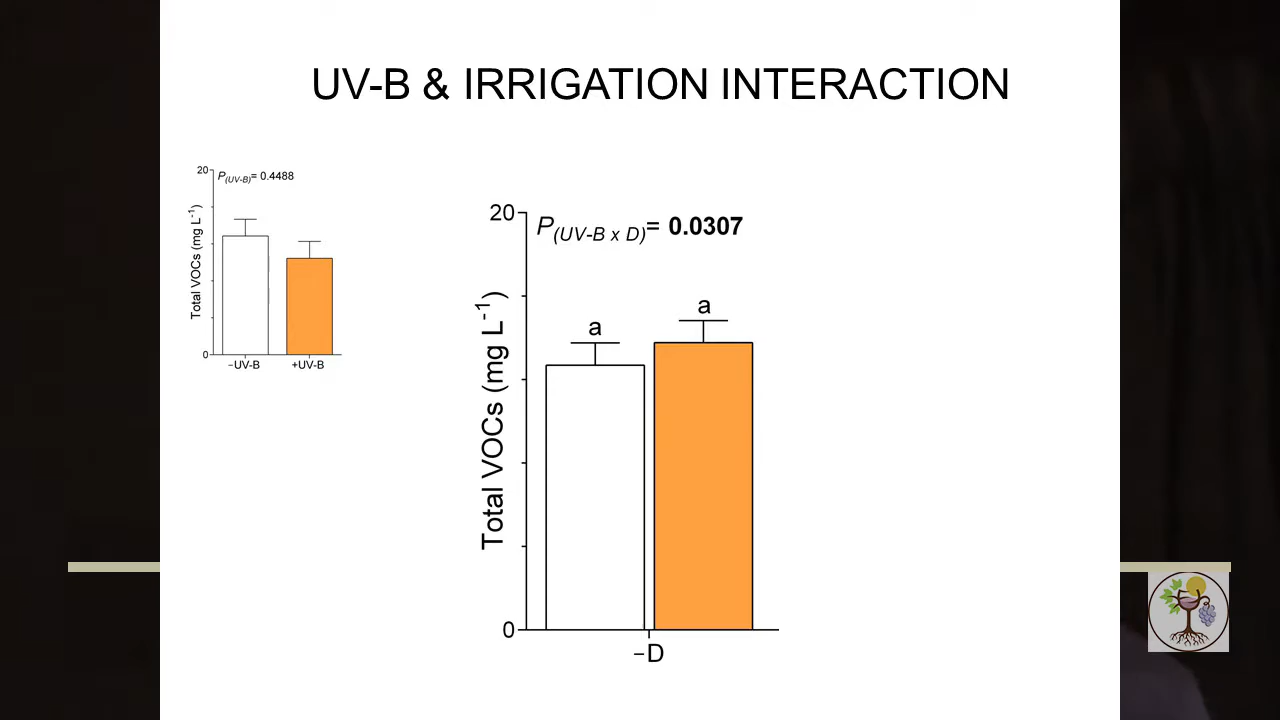 UV-B & IRRIGATION INTERACTION
20
P(UV-B)= 0.4488
Total VOCs (mg L-1)
0
−UV-B
+UV-B
20
P(UV-B x D)= 0.0307
a
a
Total VOCs (mg L-1)
0
−D